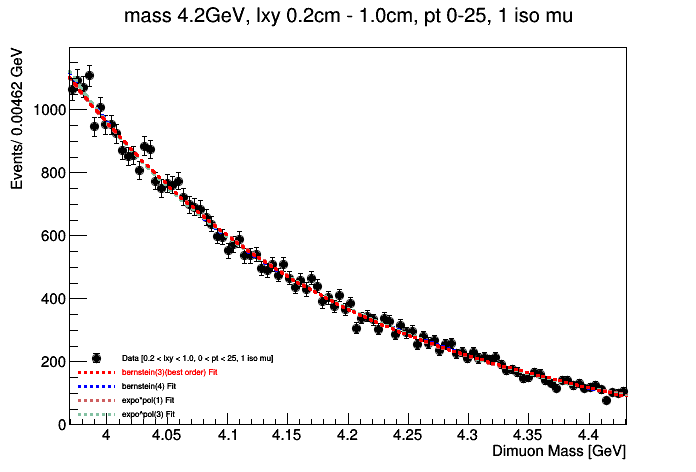 mass 4.2GeV, lxy 0.2cm - 1.0cm, pt 0-25, 1 iso mu
Events/ 0.00462 GeV
1000
800
600
400
200
0
Data [0.2 < lxy < 1.0, 0 < pt < 25, 1 iso mu]
bernstein(3)(best order) Fit
bernstein(4) Fit
expo*pol(1) Fit
expo*pol(3) Fit
4 4.05 4.1 4.15 4.2 4.25 4.3 4.35 4.4
Dimuon Mass [GeV]